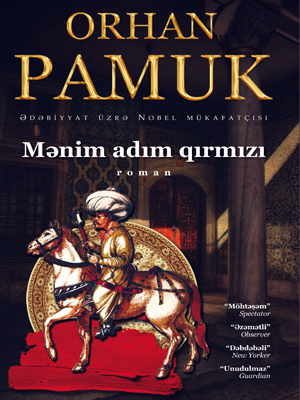 ORHAN
PAMUK
ƏDƏBİYYAT ÜZRƏ NOBEL MÜKAFATÇISI
Mənim adım qırmızı
roman
“Möhtəşəm”
Spectator
“Əzəmətli”
Observer
“Dəbdəbəli”
New Yorker
“Unudulmaz”
Guardian